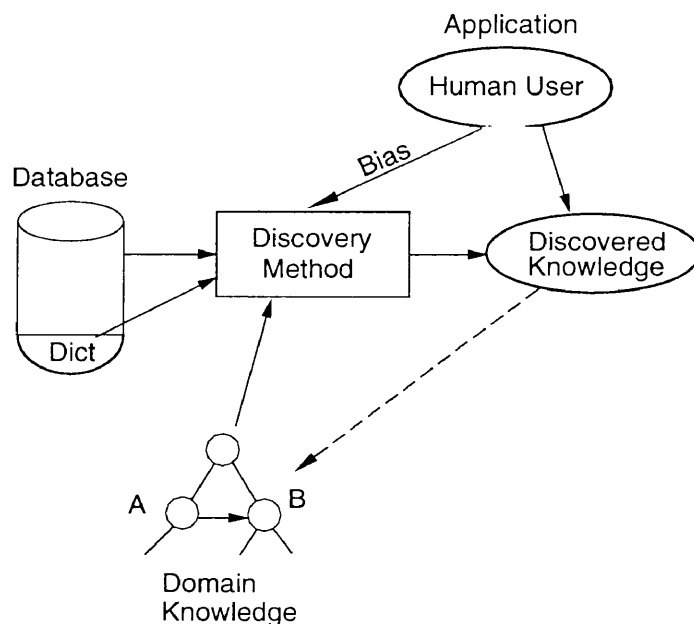 Application
Human User
Bias
Database
Discovery
Method
Discovered
Knowledge
Dict
A
B
Domain
Knowledge